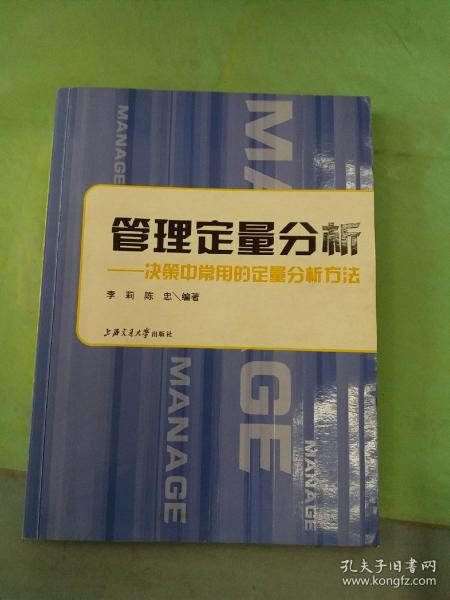 MANAGE
MANAGE
管理定量分析
——决策中常用的定量分析方法
李莉 陈忠\编著
上海交通大学出版社
MANAGE
MANAGE
孔夫子旧书网
www.kongfz.com